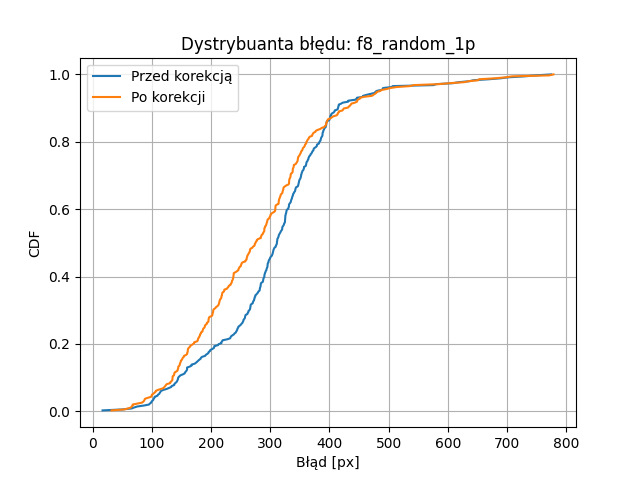 Dystrybuanta błędu: f8_random_1p
Przed korekcją
Po korekcji
1.0
0.8
0.6
0.4
0.2
0.0
CDF
0 100 200 300 400 500 600 700 800
Błąd [px]